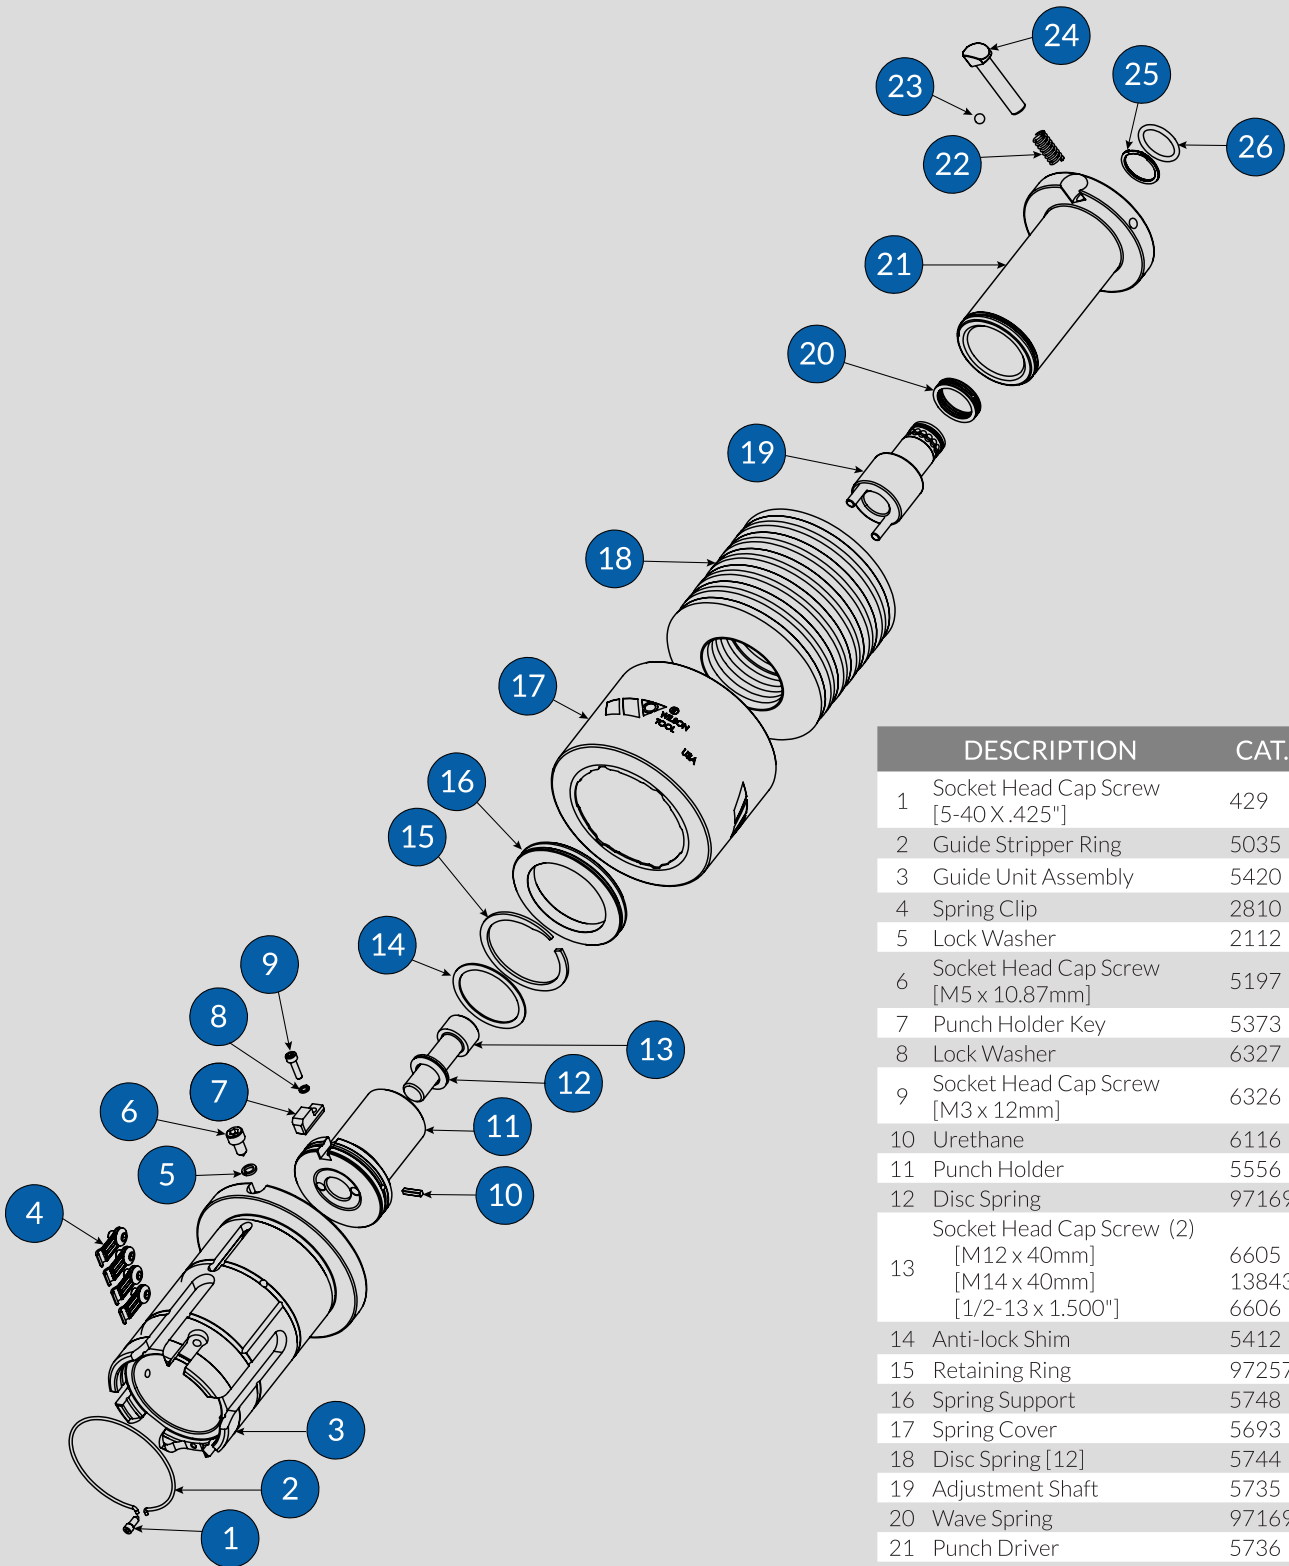 24
23
25
26
22
21
20
19
18
17
WILSON
TOOL
USA
16
15
14
9
8
13
12
7
6
11
5
10
4
3
2
1
DESCRIPTION CAT.
1 Socket Head Cap Screw
[5-40 X .425"] 429
2 Guide Stripper Ring 5035
3 Guide Unit Assembly 5420
4 Spring Clip 2810
5 Lock Washer 2112
6 Socket Head Cap Screw
[M5 x 10.87mm] 5197
7 Punch Holder Key 5373
8 Lock Washer 6327
9 Socket Head Cap Screw
[M3 x 12mm] 6326
10 Urethane 6116
11 Punch Holder 5556
12 Disc Spring 97169
13 Socket Head Cap Screw (2)
[M12 x 40mm] 6605
[M14 x 40mm] 13843
[1/2-13 x 1.500"] 6606
14 Anti-lock Shim 5412
15 Retaining Ring 97257
16 Spring Support 5748
17 Spring Cover 5693
18 Disc Spring [12] 5744
19 Adjustment Shaft 5735
20 Wave Spring 97169
21 Punch Driver 5736